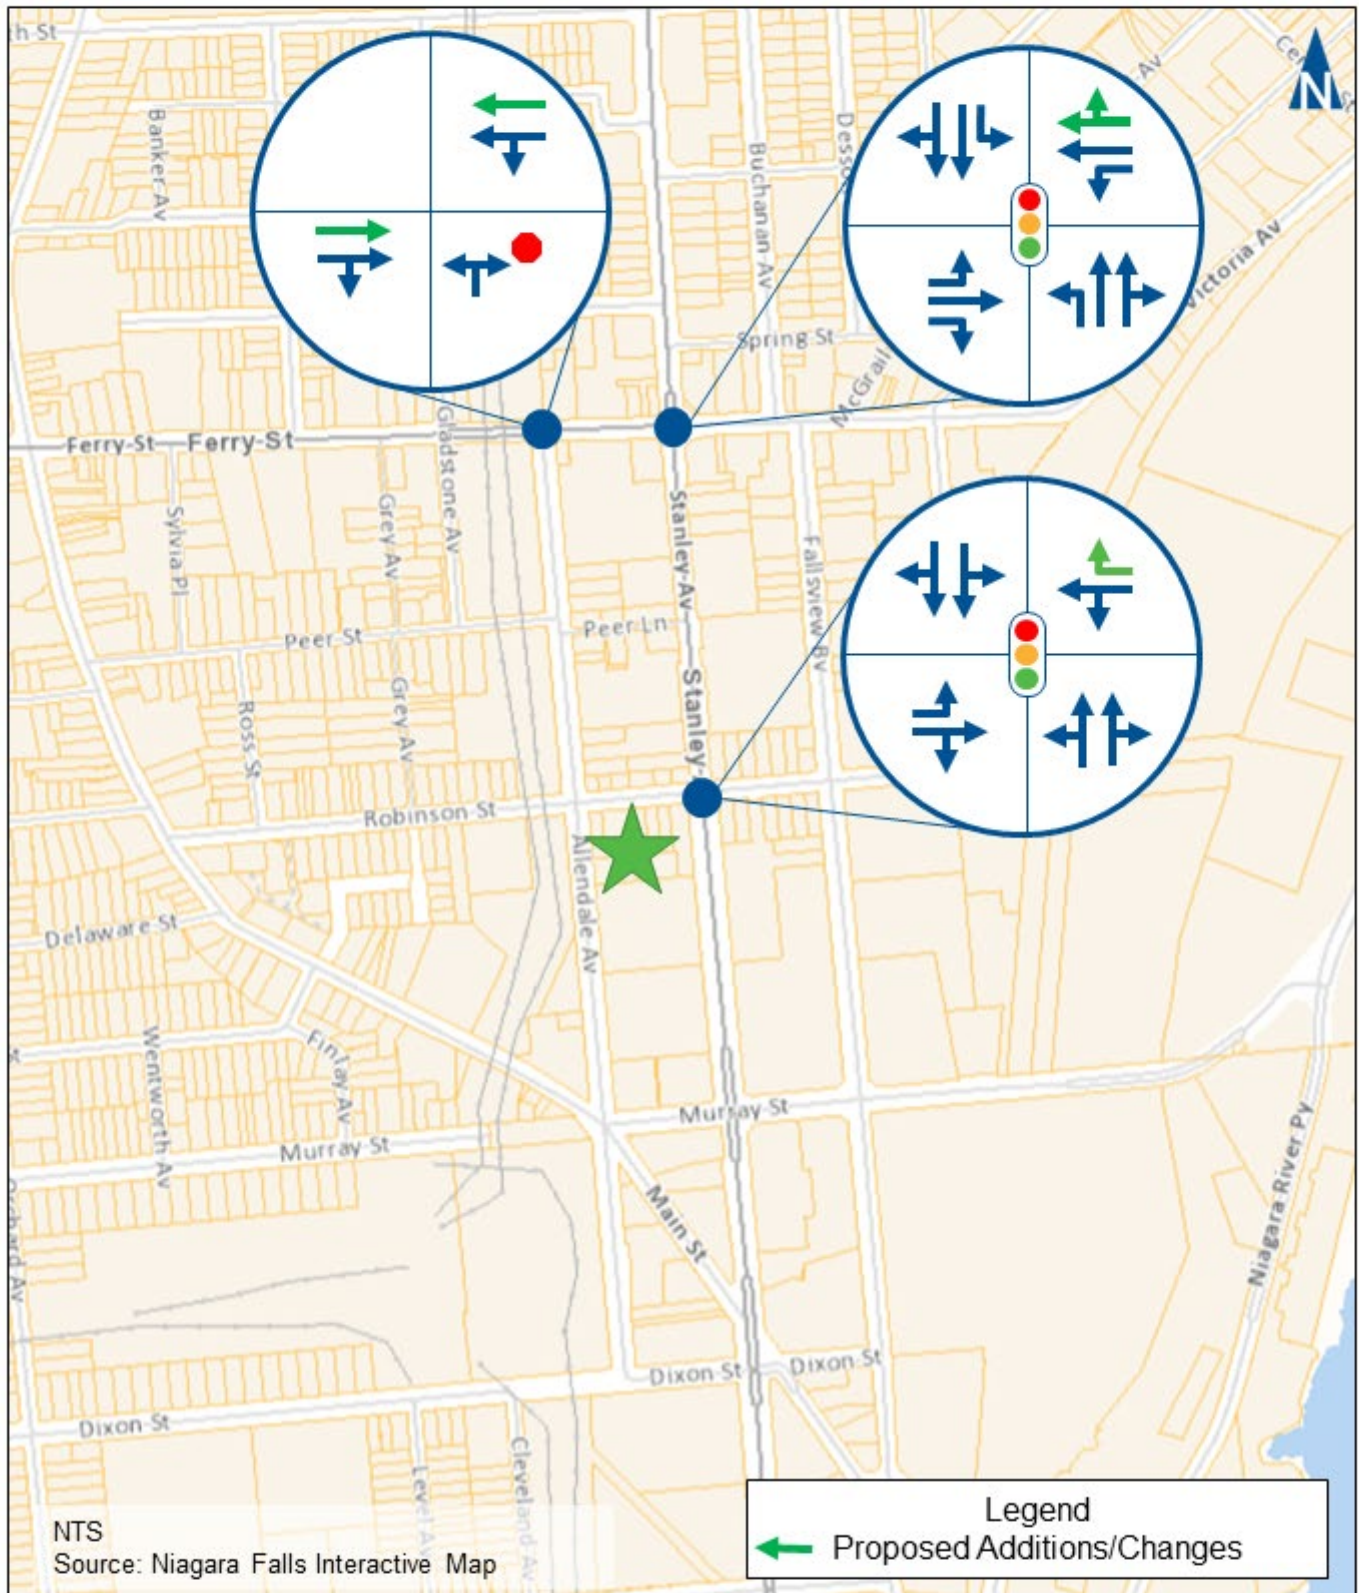 th St
Banker Av
Buchanan Av
Desso
Av
Cen
St
N
Victoria Av
Spring St
McGrail
Ferry St
Ferry St
Gladstone Av
Sylvia Pl
Grey Av
Stanley Av
Fallsview Bv
Peer St
Peer Ln
Ross St
Grey Av
Stanley
Robinson St
Allendale Av
Delaware St
Wentworth Av
Finlay Av
Murray St
Murray St
Main St
Niagara River Py
Orchard Av
Dixon St
Dixon St
Dixon St
Level Av
Cleveland Av
NTS
Source: Niagara Falls Interactive Map
Legend
Proposed Additions/Changes